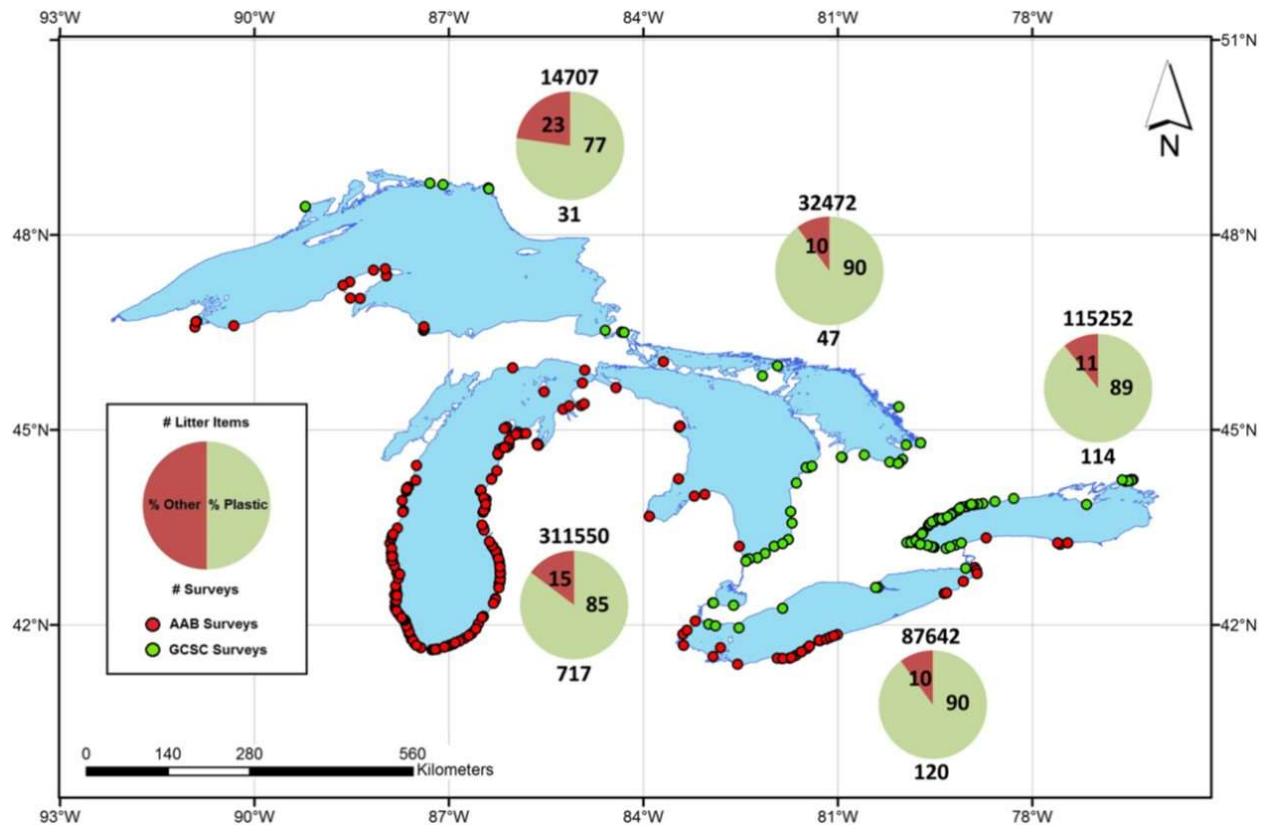 93°W 90°W 87°W 84°W 81°W 78°W
51°N
14707
23
77
31
N
32472
10
90
47
48°N 48°N
115252
11
89
114
45°N 45°N
# Litter Items
% Other % Plastic
# Surveys
AAB Surveys
GCSC Surveys
311550
15
85
717
42°N 42°N
87642
10
90
120
0 140 280 560
Kilometers
93°W 90°W 87°W 84°W 81°W 78°W